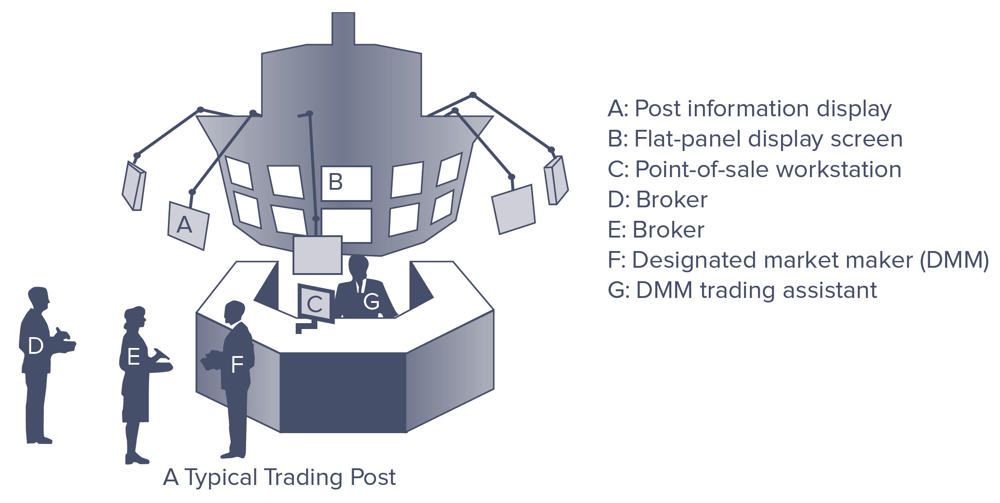 B
A
C
G
D
E
F
A Typical Trading Post
A: Post information display
B: Flat-panel display screen
C: Point-of-sale workstation
D: Broker
E: Broker
F: Designated market maker (DMM)
G: DMM trading assistant